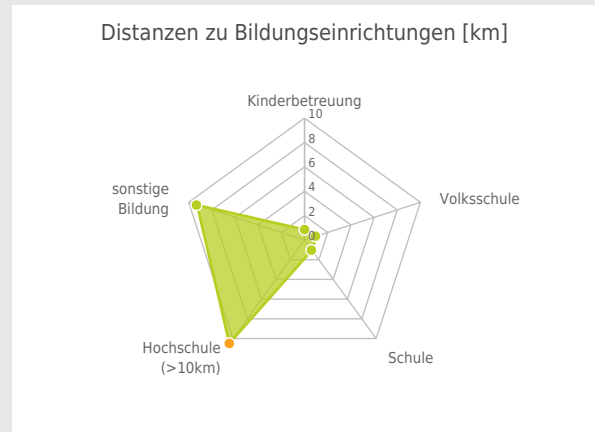 Distanzen zu Bildungseinrichtungen [km]
Kinderbetreuung
10
8
6
4
2
0
sonstige
Bildung
Volksschule
Hochschule
(>10km)
Schule